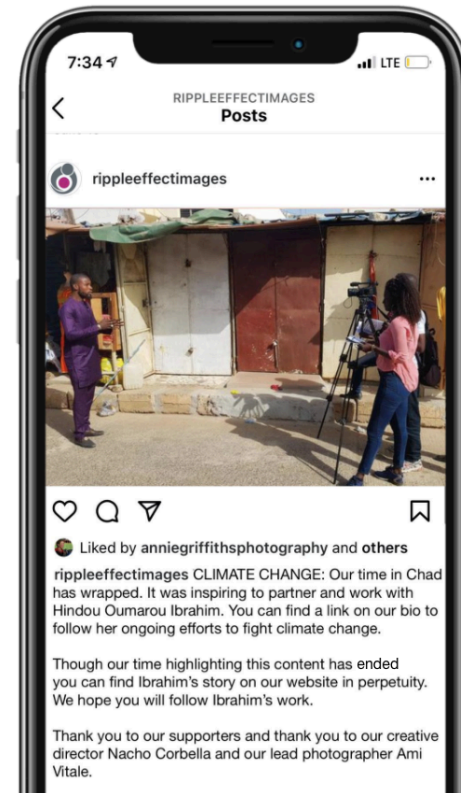 7:34
LTE
RIPPLEEFFECTIMAGES
Posts
rippleeffectimages
Liked by anniegriffithsphotography and others
rippleeffectimages CLIMATE CHANGE: Our time in Chad
has wrapped. It was inspiring to partner and work with
Hindou Oumarou Ibrahim. You can find a link on our bio to
follow her ongoing efforts to fight climate change.
Though our time highlighting this content has ended
you can find Ibrahim's story on our website in perpetuity.
We hope you will follow Ibrahim's work.
Thank you to our supporters and thank you to our creative
director Nacho Corbella and our lead photographer Ami
Vitale.